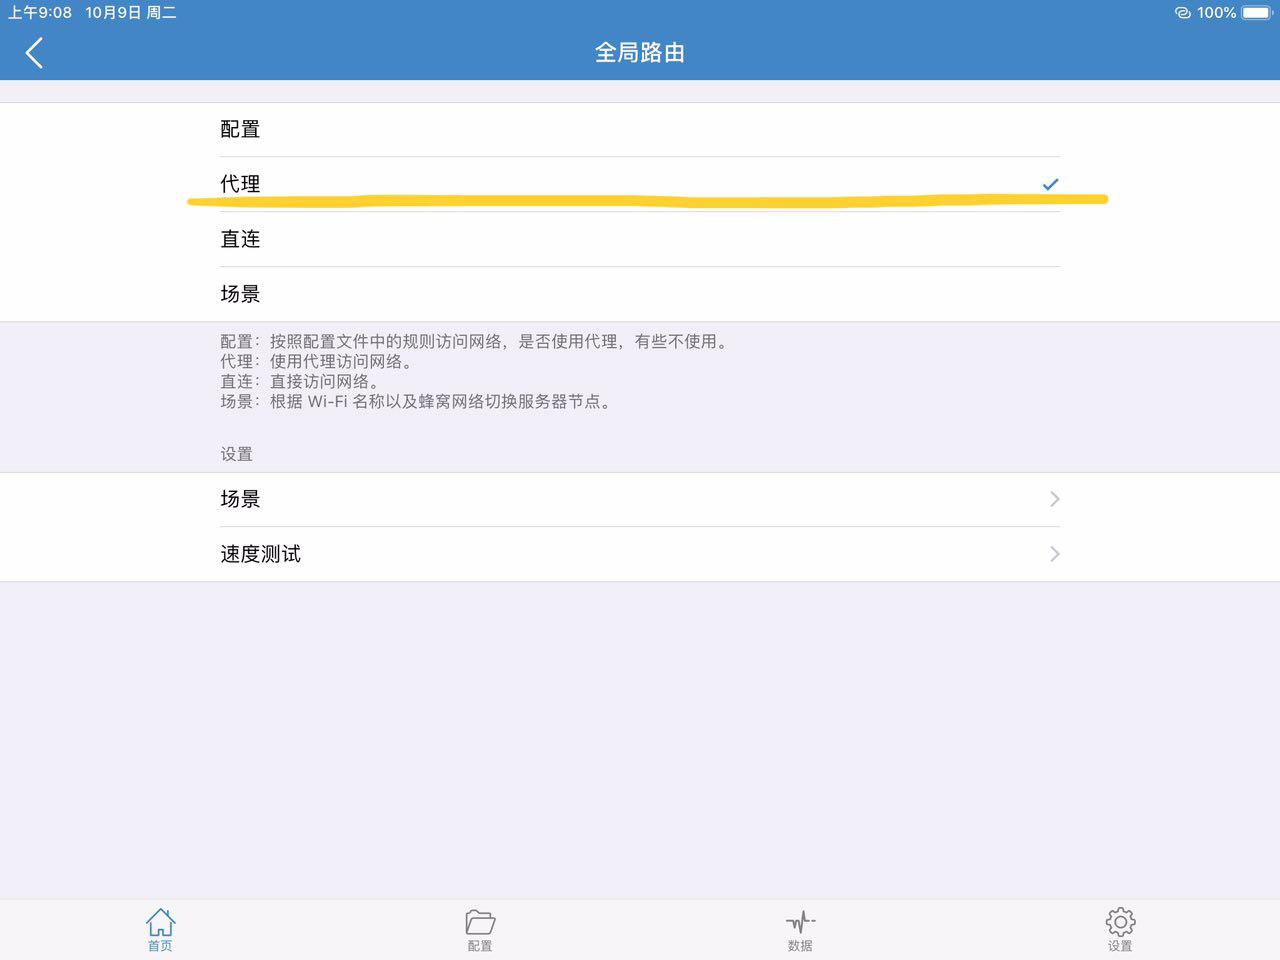 上午9:08 10月9日 周二
100%
全局路由
配置
代理
直连
场景
配置：按照配置文件中的规则访问网络，是否使用代理，有些不使用。
代理：使用代理访问网络。
直连：直接访问网络。
场景：根据 Wi-Fi 名称以及蜂窝网络切换服务器节点。
设置
场景
速度测试
首页
配置
数据
设置